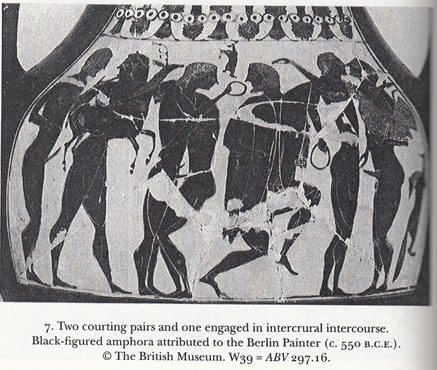 7. Two courting pairs and one engaged in intercrural intercourse.
Black-figured amphora attributed to the Berlin Painter (c. 550 B.C.E.).
© The British Museum. W39 = ABV 297.16.